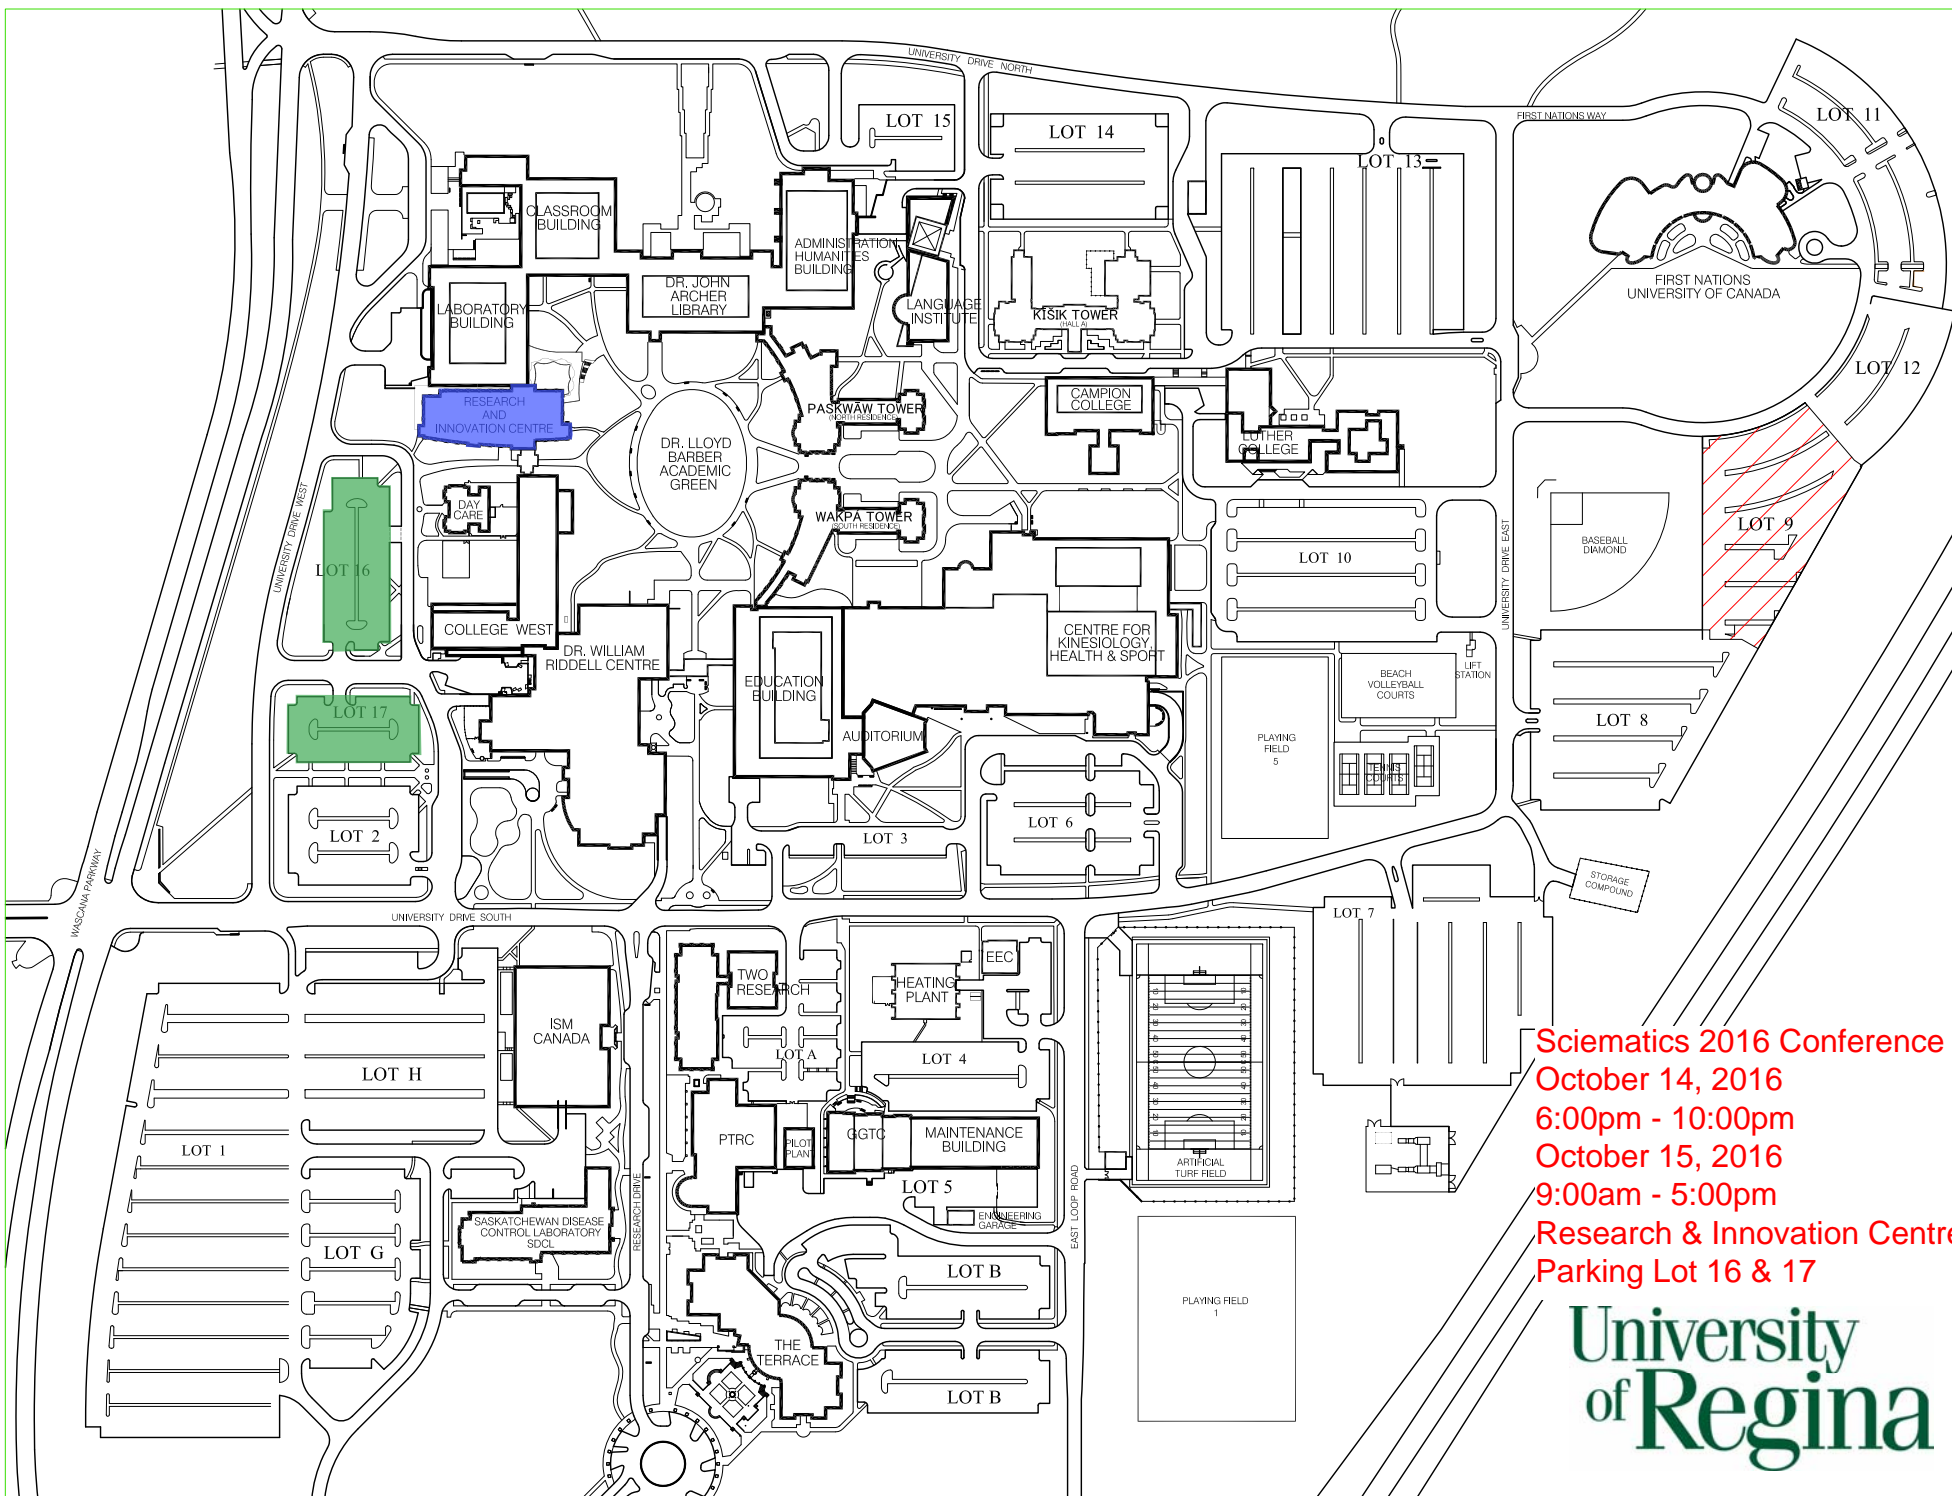 UNIVERSITY DRIVE NORTH
FIRST NATIONS WAY
LOT 11
LOT 15
LOT 14
LOT 13
CLASSROOM
BUILDING
ADMINISTRATION
HUMANITIES
BUILDING
DR. JOHN
ARCHER
LIBRARY
LABORATORY
BUILDING
LANGUAGE
INSTITUTE
KĪSIK TOWER
(HALL A)
FIRST NATIONS
UNIVERSITY OF CANADA
LOT 12
RESEARCH
AND
INNOVATION CENTRE
PASKWĀW TOWER
(NORTH RESIDENCE)
CAMPION
COLLEGE
LUTHER
COLLEGE
DR. LLOYD
BARBER
ACADEMIC
GREEN
UNIVERSITY DRIVE WEST
DAY
CARE
WAKPÁ TOWER
(SOUTH RESIDENCE)
LOT 16
LOT 10
UNIVERSITY DRIVE EAST
BASEBALL
DIAMOND
LOT 9
COLLEGE WEST
DR. WILLIAM
RIDDELL CENTRE
CENTRE FOR
KINESIOLOGY,
HEALTH & SPORT
EDUCATION
BUILDING
BEACH
VOLLEYBALL
COURTS
LIFT
STATION
LOT 17
AUDITORIUM
PLAYING
FIELD
5
TENNIS
COURTS
LOT 8
LOT 2
LOT 3
LOT 6
WASCANA PARKWAY
STORAGE
COMPOUND
UNIVERSITY DRIVE SOUTH
LOT 7
TWO
RESEARCH
HEATING
PLANT
EEC
ISM
CANADA
LOT H
LOT A
LOT 4
LOT 1
PTRC
PILOT
PLANT
GGTC
MAINTENANCE
BUILDING
ARTIFICIAL
TURF FIELD
LOT 5
ENGINEERING
GARAGE
EAST LOOP ROAD
RESEARCH DRIVE
SASKATCHEWAN DISEASE
CONTROL LABORATORY
SDCL
LOT G
LOT B
PLAYING FIELD
1
THE
TERRACE
LOT B
Sciematics 2016 Conference
October 14, 2016
6:00pm - 10:00pm
October 15, 2016
9:00am - 5:00pm
Research & Innovation Centre
Parking Lot 16 & 17
University
of Regina